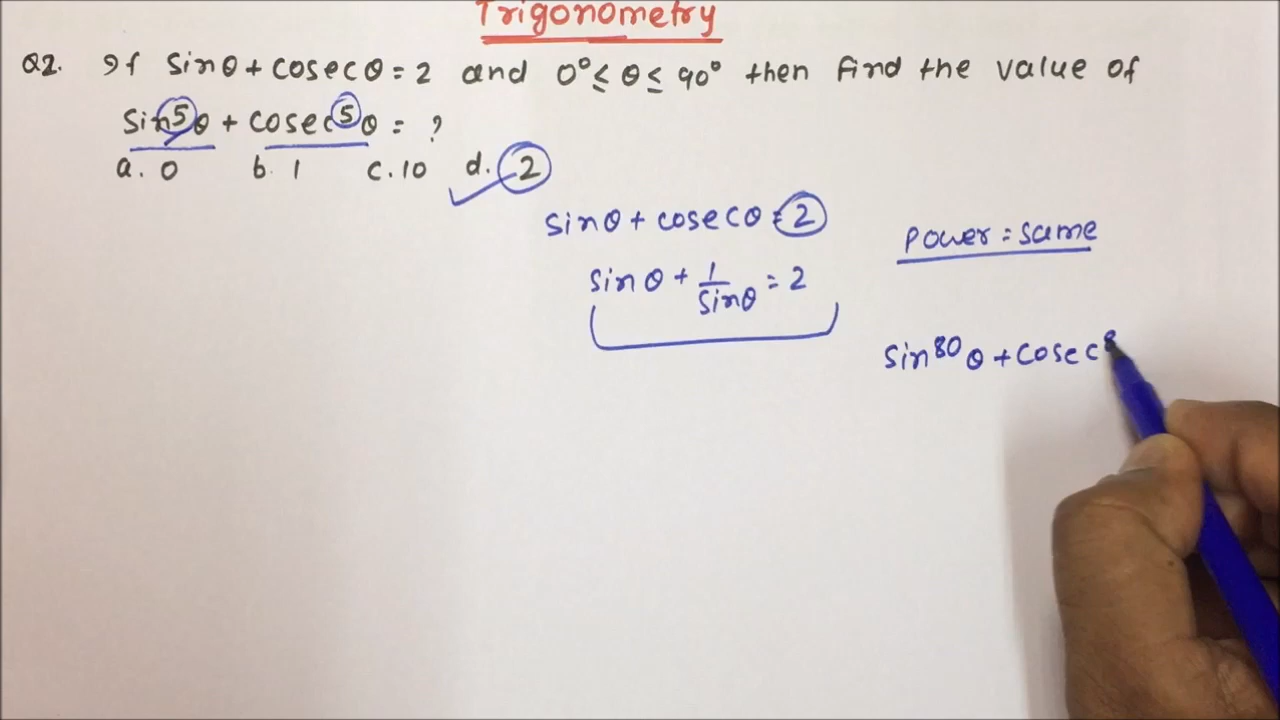 Trigonometry
Q2. If sinθ + cosecθ = 2 and 0° ≤ θ ≤ 90° then find the value of
sin⁵θ + cosec⁵θ = ?
a. 0 b. 1 c. 10 d. 2
sinθ + cosecθ = 2
power = same
sinθ + 1/sinθ = 2
sin⁸⁰θ + cosec⁸